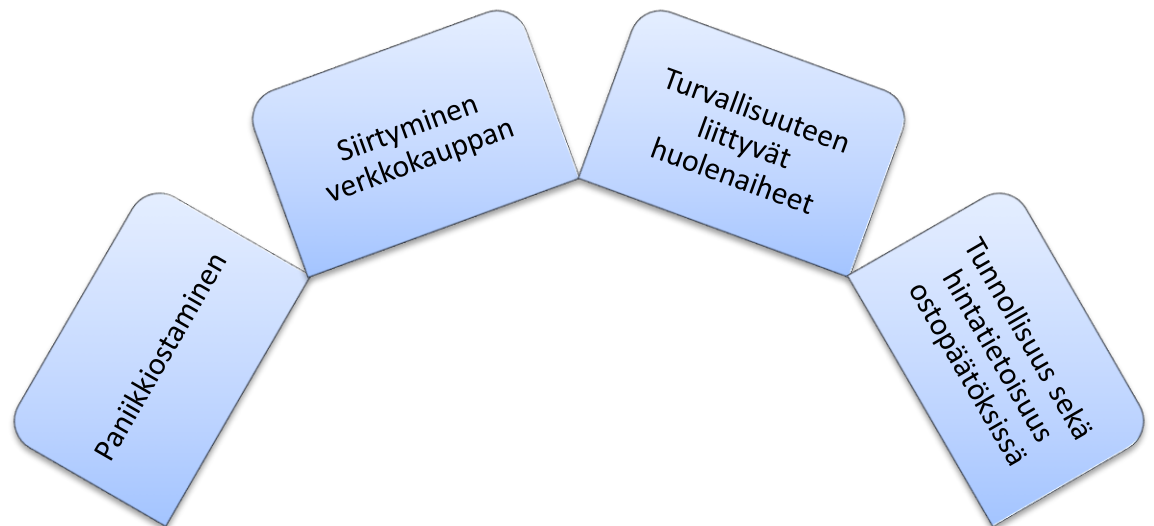 Paniikkiostaminen
Siirtyminen
verkkokauppan
Turvallisuuteen
liittyvät
huolenaiheet
Tunnollisuus sekä
hintatietoisuus
ostopäätöksissä